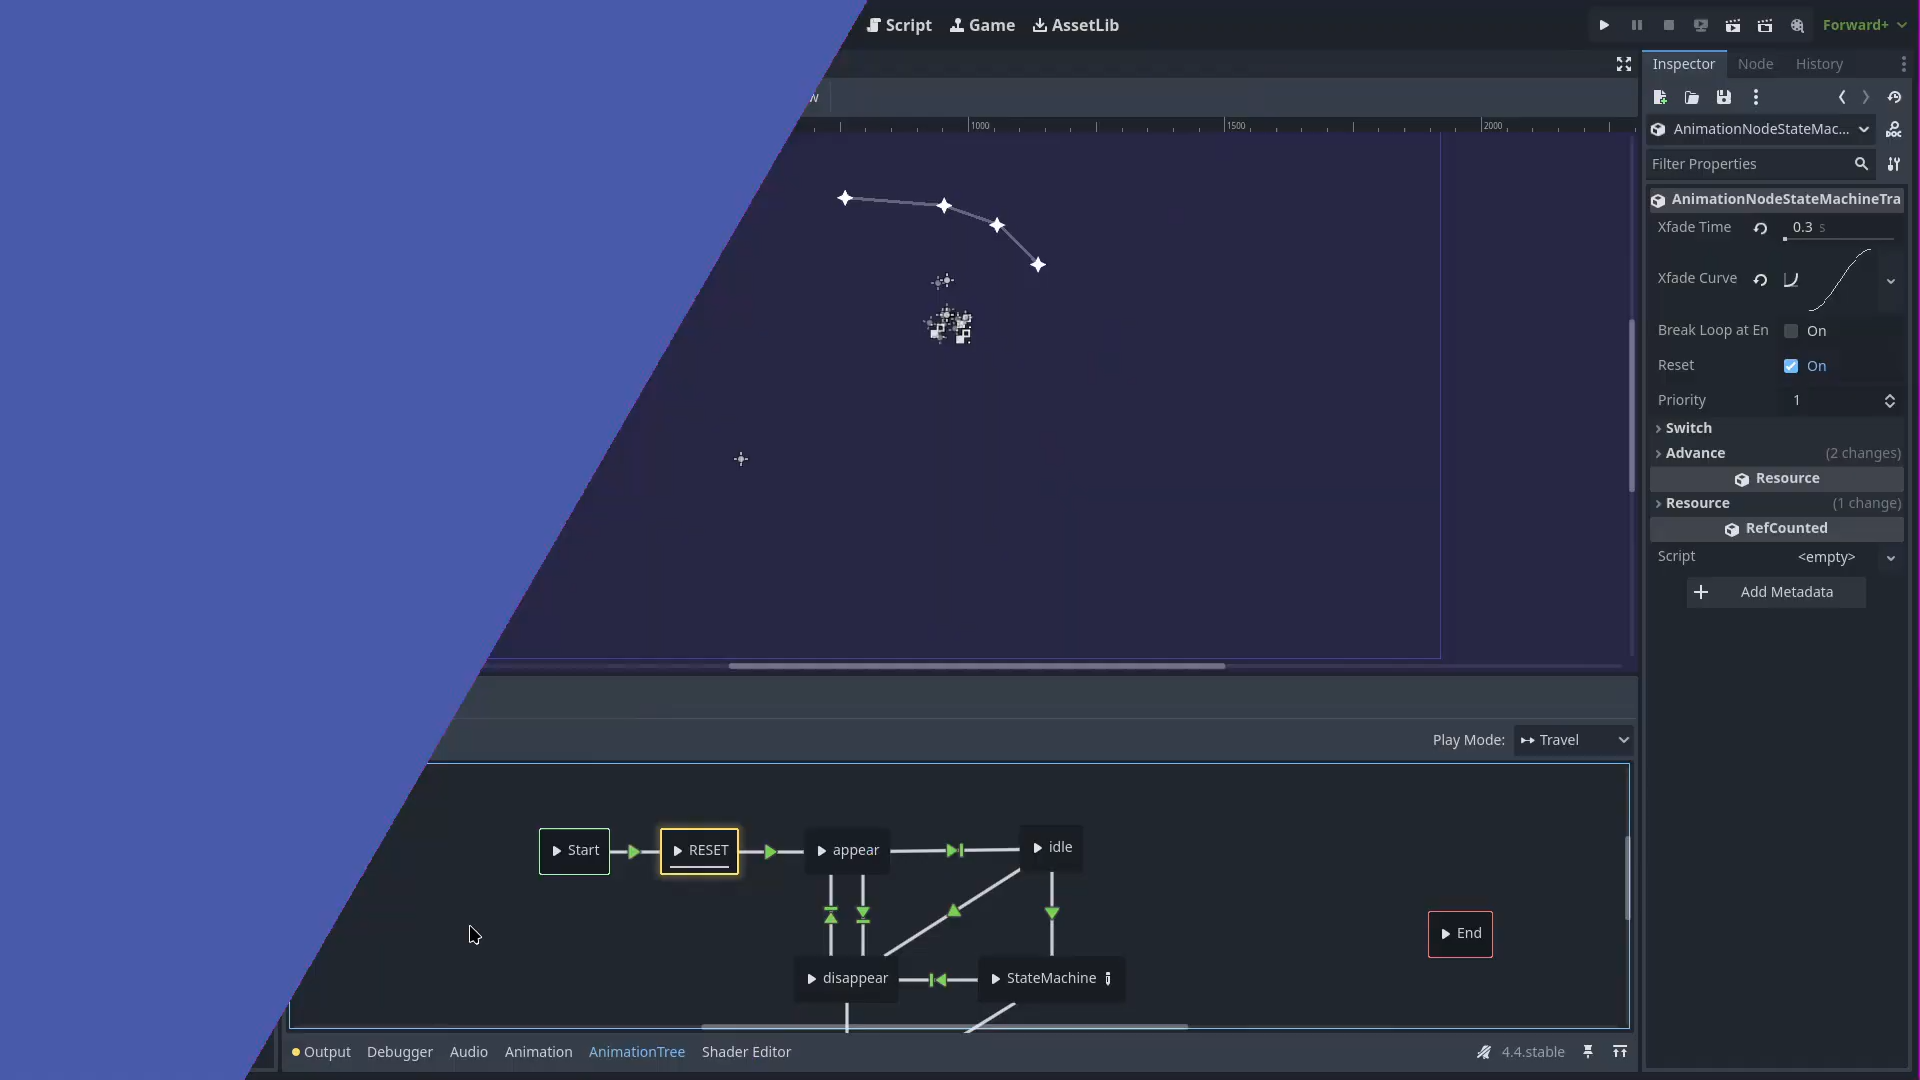 Script Game AssetLib Forward+
Inspector Node History
w
1000 1500 2000
AnimationNodeStateMac...
Filter Properties
AnimationNodeStateMachineTra
Xfade Time 0.3 s
Xfade Curve
Break Loop at En On
Reset On
Priority 1
Switch
Advance (2 changes)
Resource
Resource (1 change)
RefCounted
Script <empty>
Add Metadata
Play Mode: Travel
Start RESET appear idle
End
disappear StateMachine
Output Debugger Audio Animation AnimationTree Shader Editor 4.4.stable